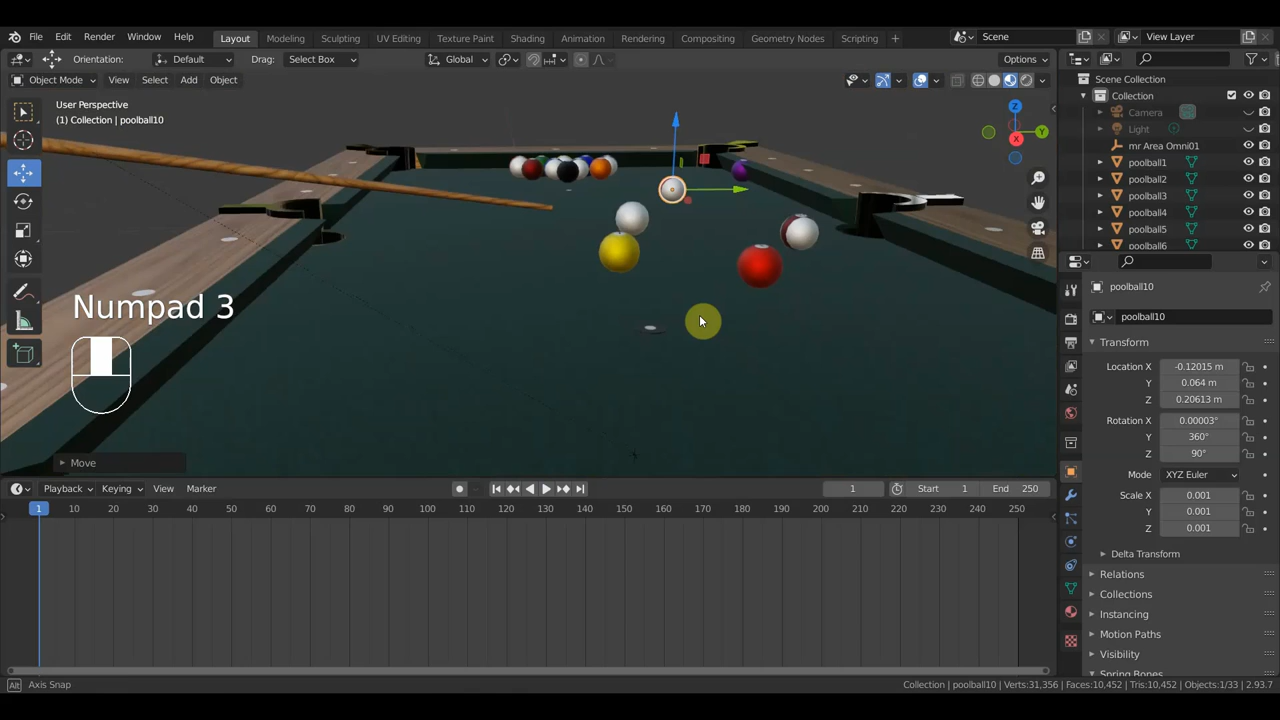 File Edit Render Window Help Layout Modeling Sculpting UV Editing Texture Paint Shading Animation Rendering Compositing Geometry Nodes Scripting + Scene View Layer
Orientation: Default Drag: Select Box Global Options
Object Mode View Select Add Object
Scene Collection
Collection
Camera
Light
mr Area Omni01
poolball1
poolball2
poolball3
poolball4
poolball5
poolball6
User Perspective
(1) Collection | poolball10
Z
Y
X
Numpad 3
Move
poolball10
poolball10
Transform
Location X -0.12015 m
Y 0.064 m
Z 0.20613 m
Rotation X 0.00003°
Y 360°
Z 90°
Mode XYZ Euler
Scale X 0.001
Y 0.001
Z 0.001
Delta Transform
Relations
Collections
Instancing
Motion Paths
Visibility
Spring Bones
Playback Keying View Marker 1 Start 1 End 250
1 10 20 30 40 50 60 70 80 90 100 110 120 130 140 150 160 170 180 190 200 210 220 230 240 250
Alt Axis Snap Collection | poolball10 | Verts:31,356 | Faces:10,452 | Tris:10,452 | Objects:1/33 | 2.93.7